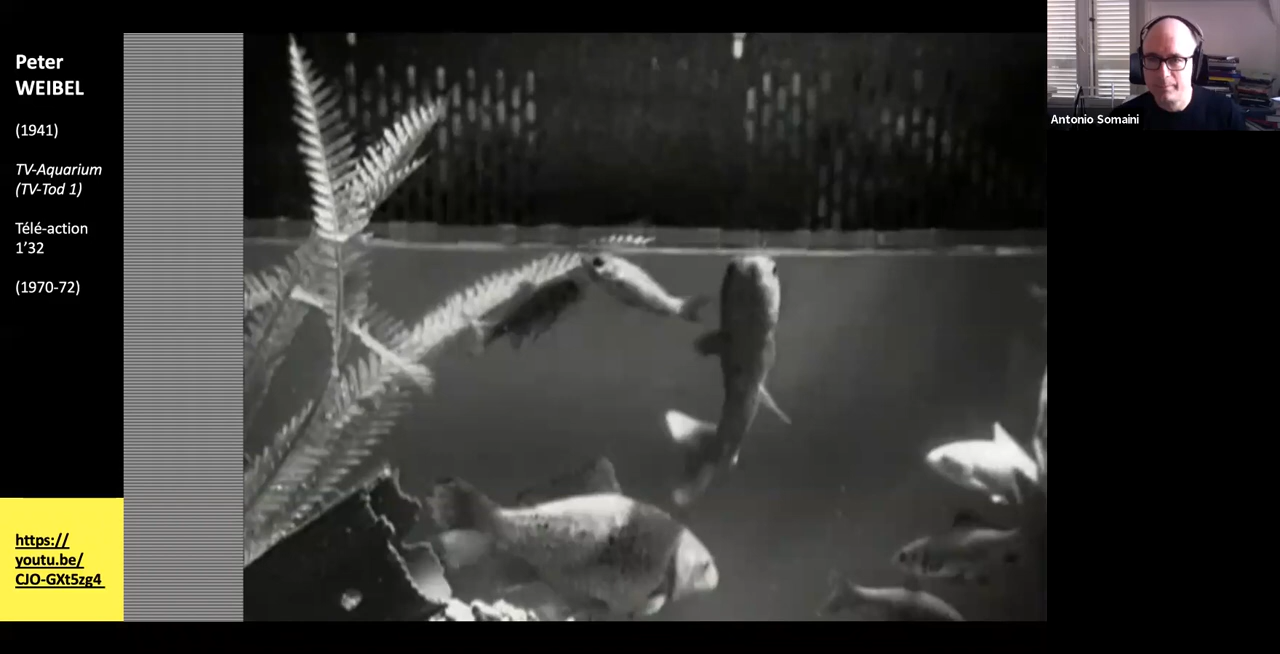 Peter
WEIBEL
(1941)
TV-Aquarium
(TV-Tod 1)
Télé-action
1’32
(1970-72)
https://
youtu.be/
CJO-GXt5zg4
Antonio Somaini